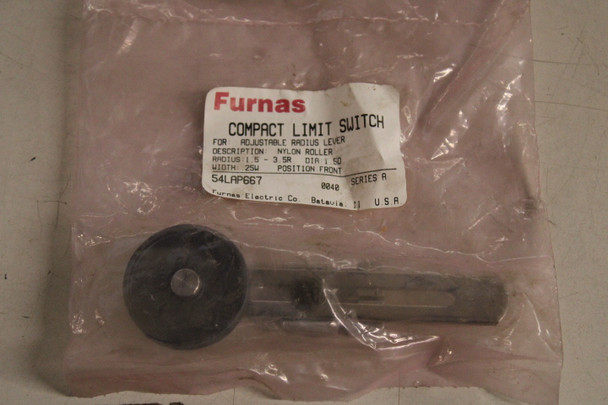 Furnas
COMPACT LIMIT SWITCH
FOR ADJUSTABLE RADIUS LEVER
DESCRIPTION: NYLON ROLLER
RADIUS:1.5 - 3.5R DIA:1.50
WIDTH: 25W POSITION FRONT
54LAP667 0040 SERIES A
Furnas Electric Co Batavia Il U.S.A